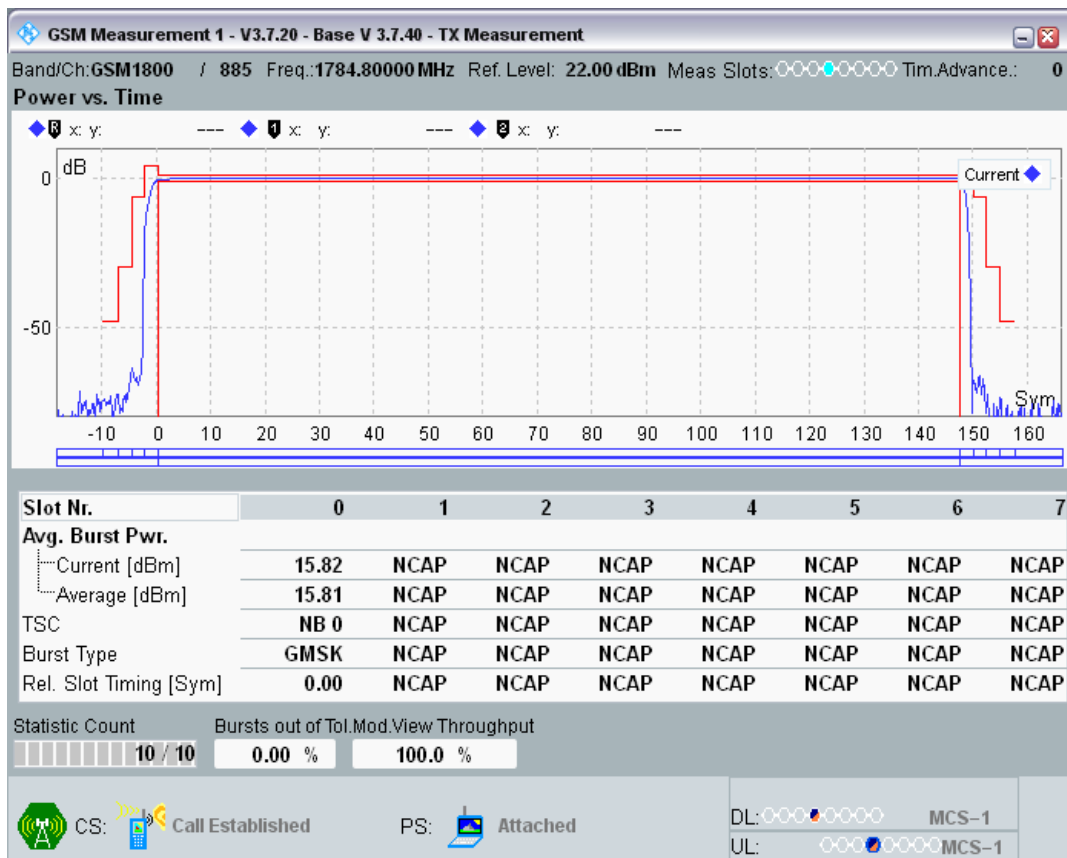 GSM Measurement 1 - V3.7.20 - Base V 3.7.40 - TX Measurement
Band/Ch:GSM1800 / 885 Freq.:1784.80000 MHz Ref. Level: 22.00 dBm Meas Slots: Tim.Advance.: 0
Power vs. Time
R x: y: --- 1 x: y: --- 2 x: y: ---
dB
Current
0
-50
Sym
-10 0 10 20 30 40 50 60 70 80 90 100 110 120 130 140 150 160
Slot Nr. 0 1 2 3 4 5 6 7
Avg. Burst Pwr.
Current [dBm] 15.82 NCAP NCAP NCAP NCAP NCAP NCAP NCAP
Average [dBm] 15.81 NCAP NCAP NCAP NCAP NCAP NCAP NCAP
TSC NB 0 NCAP NCAP NCAP NCAP NCAP NCAP NCAP
Burst Type GMSK NCAP NCAP NCAP NCAP NCAP NCAP NCAP
Rel. Slot Timing [Sym] 0.00 NCAP NCAP NCAP NCAP NCAP NCAP NCAP
Statistic Count Bursts out of Tol.Mod.View Throughput
10 / 10 0.00 % 100.0 %
CS: Call Established PS: Attached
DL: MCS-1
UL: MCS-1